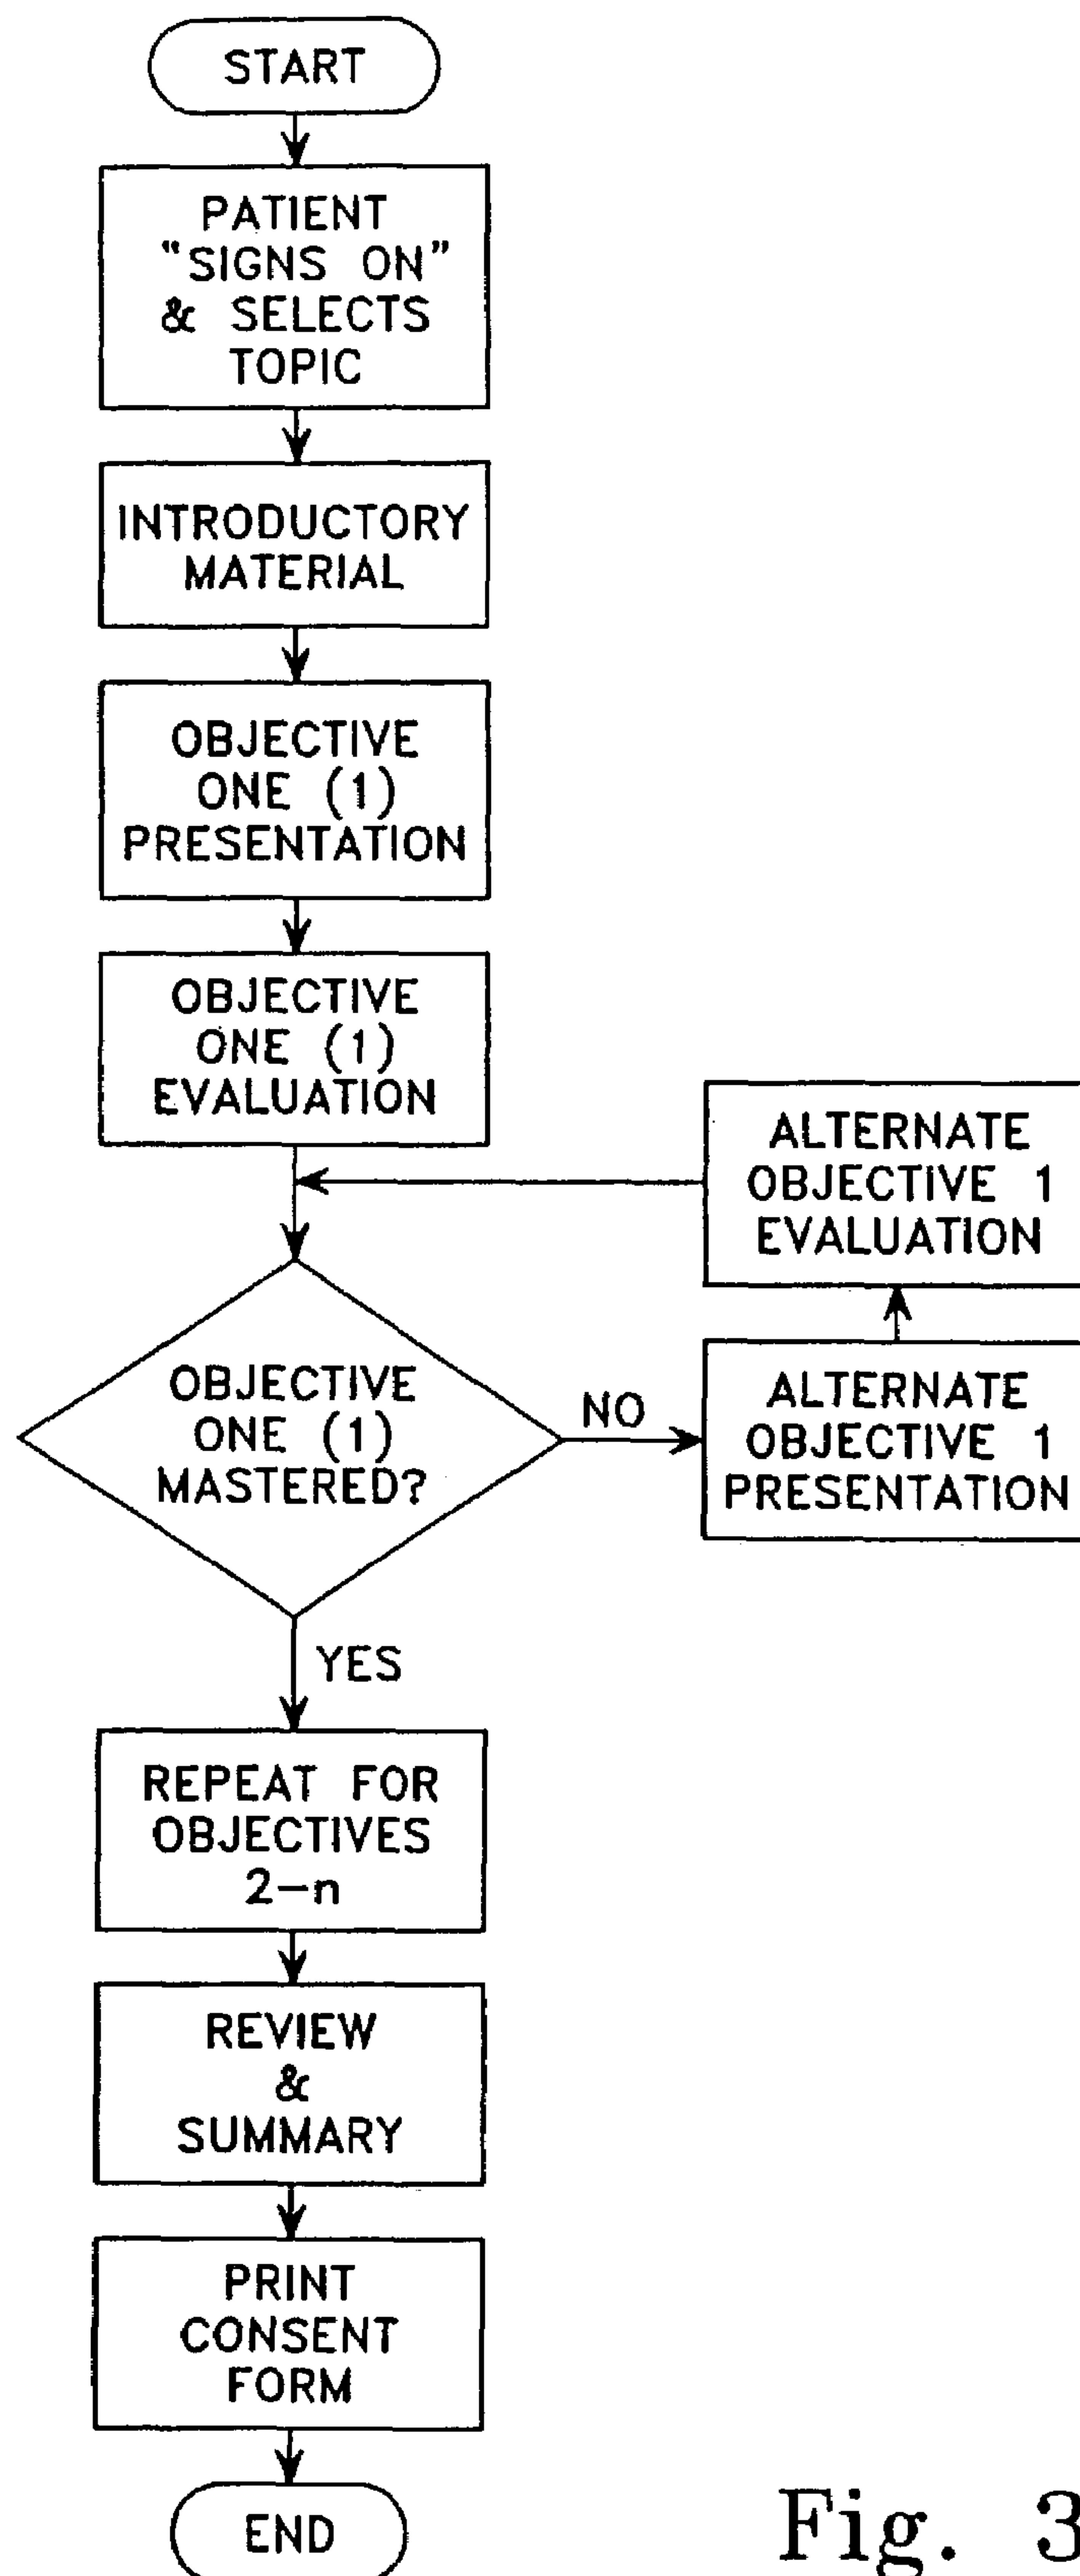 START
PATIENT
"SIGNS ON"
& SELECTS
TOPIC
INTRODUCTORY
MATERIAL
OBJECTIVE
ONE (1)
PRESENTATION
OBJECTIVE
ONE (1)
EVALUATION
ALTERNATE
OBJECTIVE 1
EVALUATION
OBJECTIVE
ONE (1)
MASTERED?
NO
ALTERNATE
OBJECTIVE 1
PRESENTATION
YES
REPEAT FOR
OBJECTIVES
2-n
REVIEW
&
SUMMARY
PRINT
CONSENT
FORM
END
Fig. 3